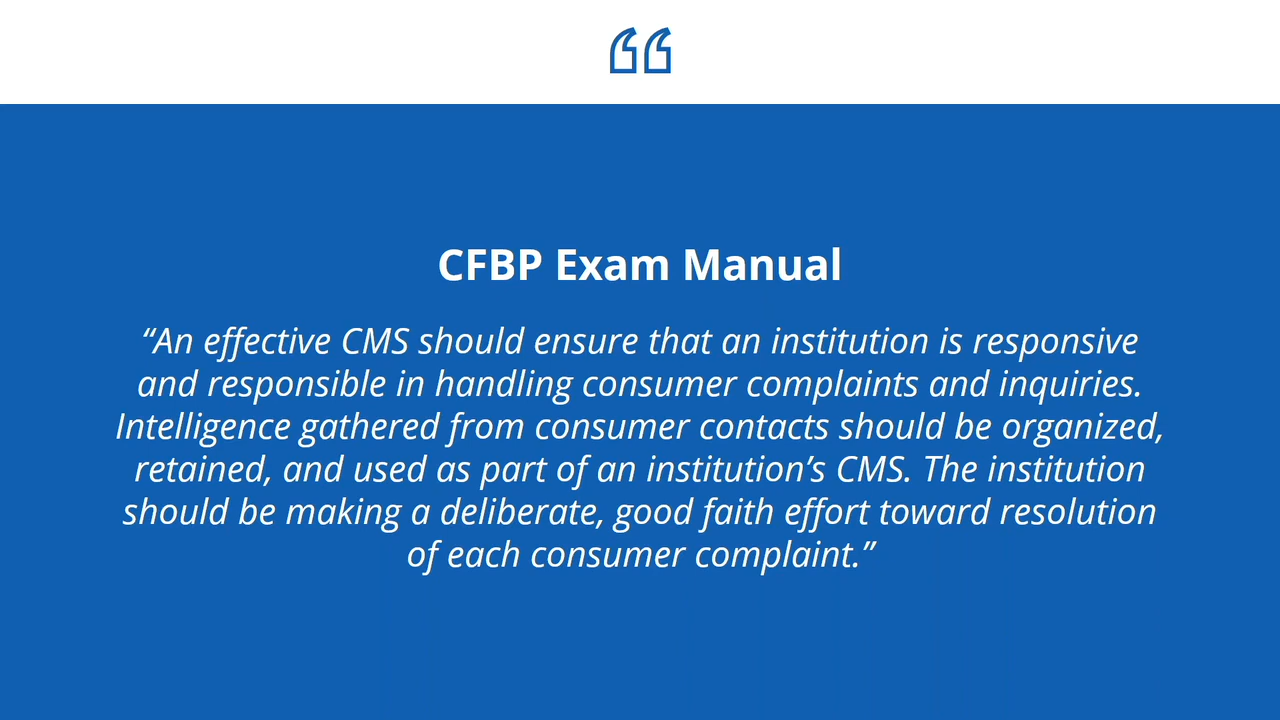 CFBP Exam Manual
“An effective CMS should ensure that an institution is responsive
and responsible in handling consumer complaints and inquiries.
Intelligence gathered from consumer contacts should be organized,
retained, and used as part of an institution’s CMS. The institution
should be making a deliberate, good faith effort toward resolution
of each consumer complaint.”